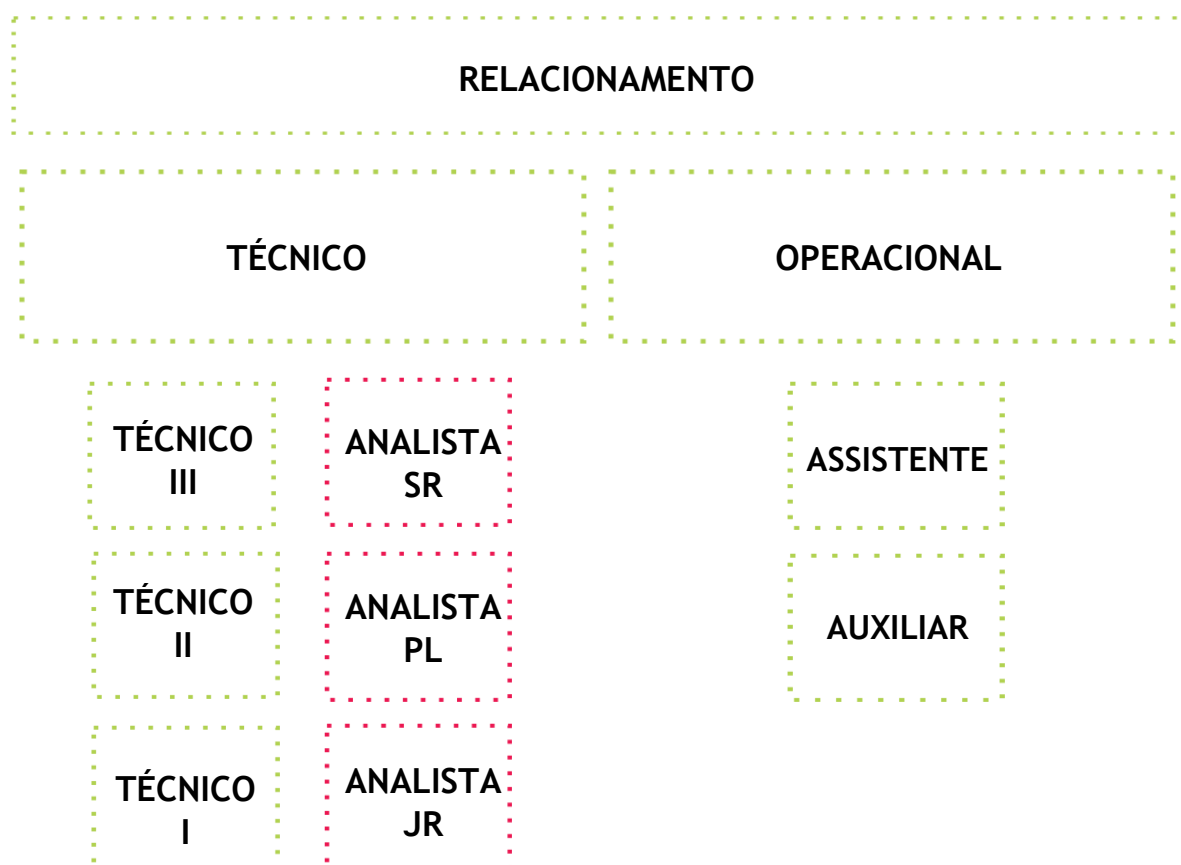 RELACIONAMENTO
TÉCNICO
OPERACIONAL
TÉCNICO
III
ANALISTA
SR
ASSISTENTE
TÉCNICO
II
ANALISTA
PL
AUXILIAR
TÉCNICO
I
ANALISTA
JR